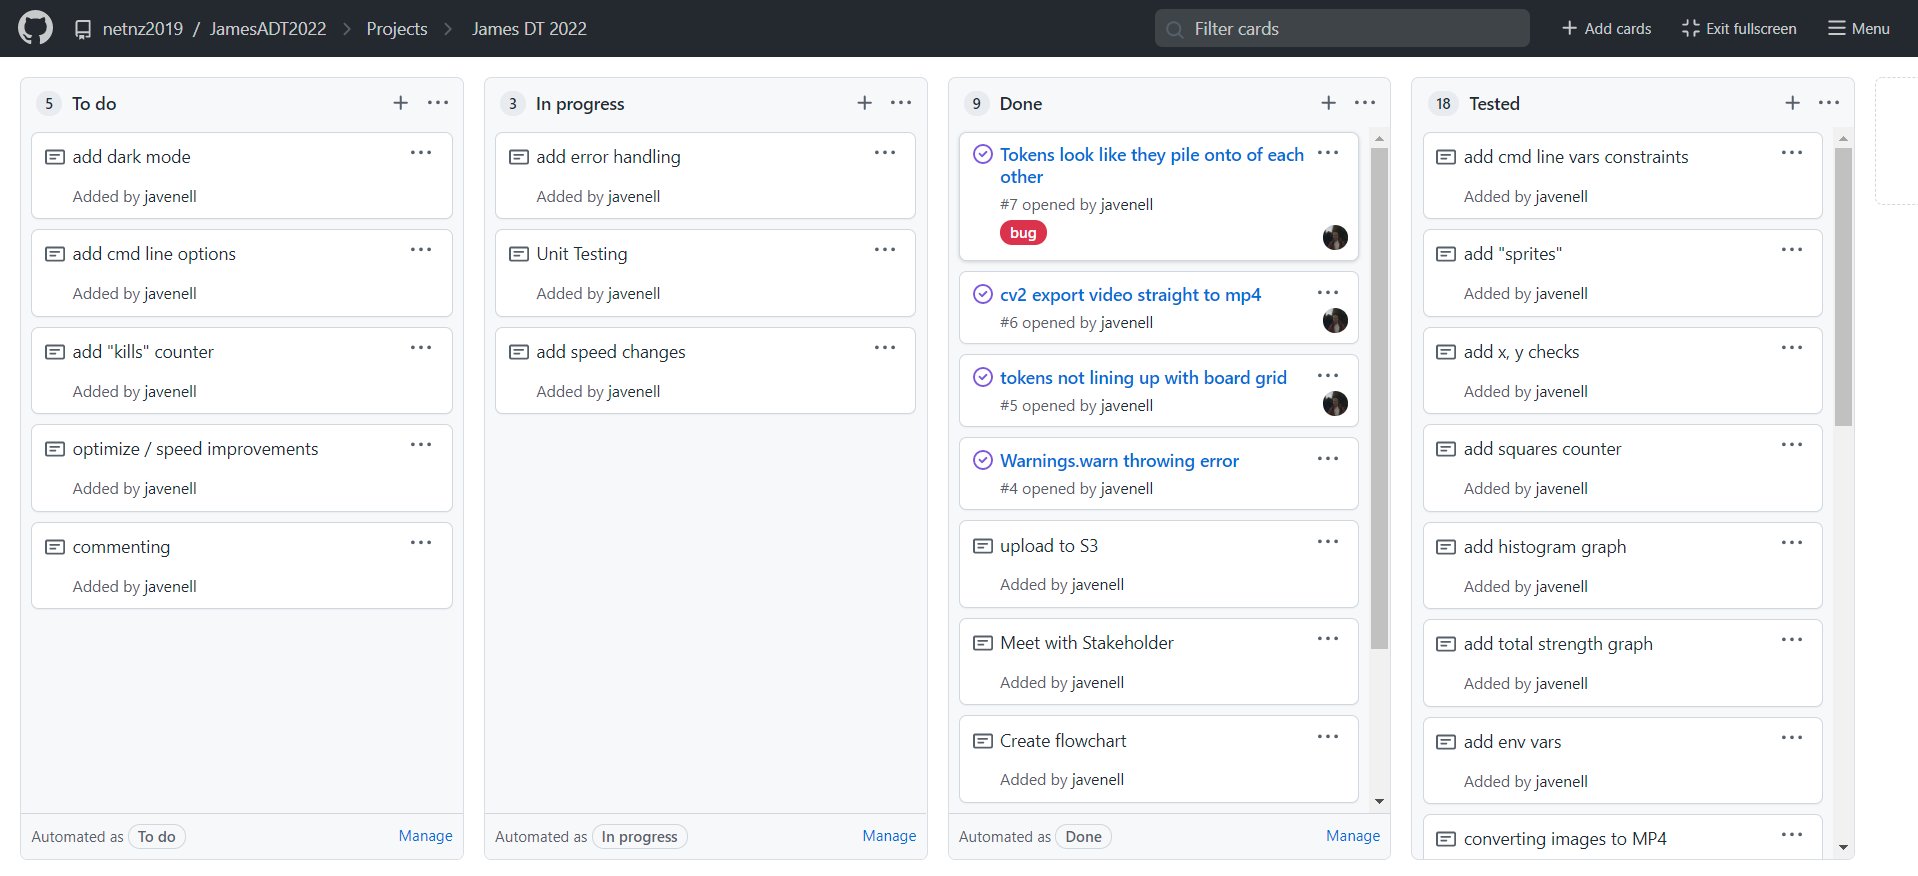 netnz2019 / JamesADT2022 > Projects > James DT 2022
Filter cards
Add cards
Exit fullscreen
Menu
5 To do
add dark mode
Added by javenell
add cmd line options
Added by javenell
add "kills" counter
Added by javenell
optimize / speed improvements
Added by javenell
commenting
Added by javenell
Automated as To do
Manage
3 In progress
add error handling
Added by javenell
Unit Testing
Added by javenell
add speed changes
Added by javenell
Automated as In progress
Manage
9 Done
Tokens look like they pile onto of each
other
#7 opened by javenell
bug
cv2 export video straight to mp4
#6 opened by javenell
tokens not lining up with board grid
#5 opened by javenell
Warnings.warn throwing error
#4 opened by javenell
upload to S3
Added by javenell
Meet with Stakeholder
Added by javenell
Create flowchart
Added by javenell
Automated as Done
Manage
18 Tested
add cmd line vars constraints
Added by javenell
add "sprites"
Added by javenell
add x, y checks
Added by javenell
add squares counter
Added by javenell
add histogram graph
Added by javenell
add total strength graph
Added by javenell
add env vars
Added by javenell
converting images to MP4